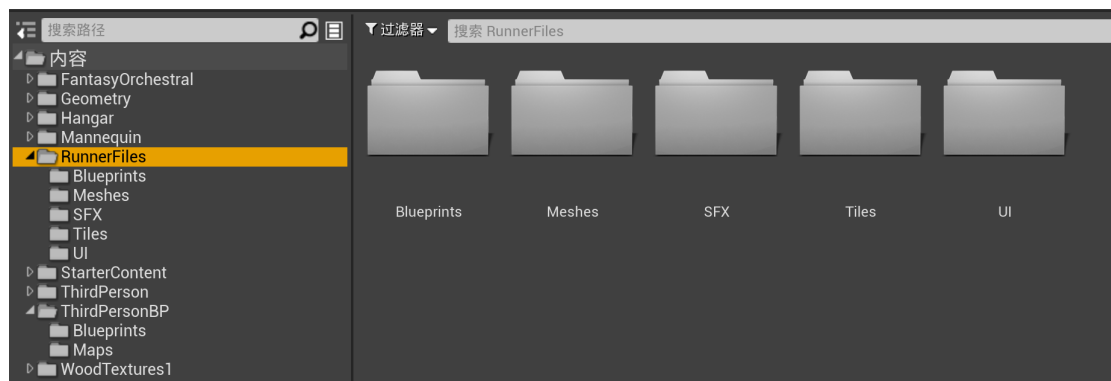 搜索路径
内容
FantasyOrchestral
Geometry
Hangar
Mannequin
RunnerFiles
Blueprints
Meshes
SFX
Tiles
UI
StarterContent
ThirdPerson
ThirdPersonBP
Blueprints
Maps
WoodTextures1
过滤器 搜索 RunnerFiles
Blueprints Meshes SFX Tiles UI